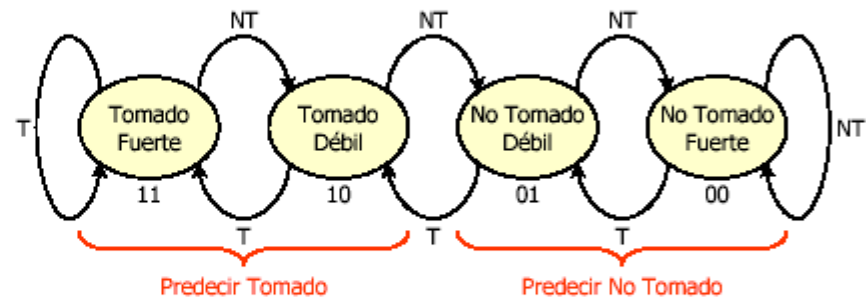 NT
NT
NT
Tomado
Fuerte
Tomado
Débil
No Tomado
Débil
No Tomado
Fuerte
T
NT
11
10
01
00
T
T
T
Predecir Tomado
Predecir No Tomado